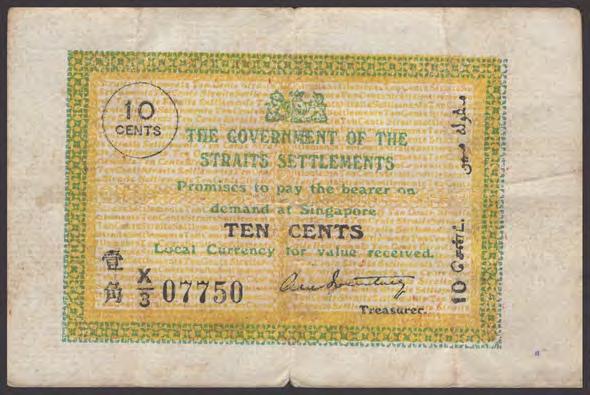 10
CENTS
THE GOVERNMENT OF THE
STRAITS SETTLEMENTS
Promises to pay the bearer on
demand at Singapore
TEN CENTS
Local Currency for value received.
壹角
X/3 07750
Treasurer.
10